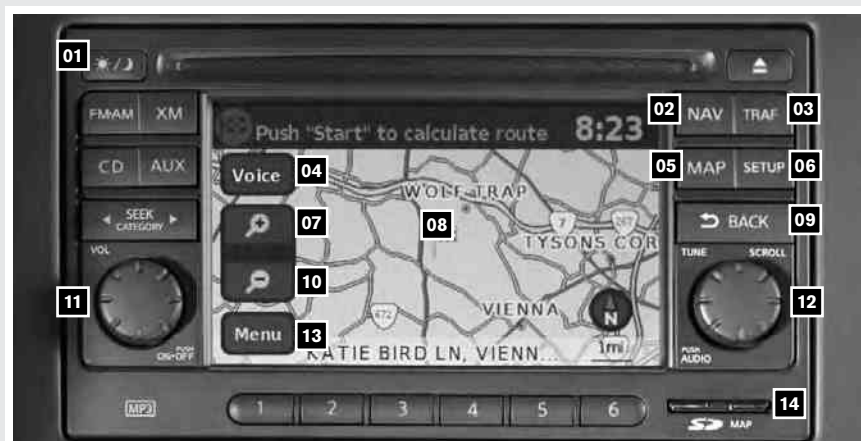 01
02 NAV TRAF 03
FM•AM XM
Push "Start" to calculate route 8:23
CD AUX
Voice 04
05 MAP SETUP 06
WOLF TRAP
SEEK
CATEGORY
07
08
7
267
BACK 09
TYSONS COR
VOL
TUNE SCROLL
10
11
12
672
VIENNA
N
Menu 13
1mi
KATIE BIRD LN, VIENN...
PUSH
ON•OFF
PUSH
AUDIO
MP3
1 2 3 4 5 6
14
SD MAP